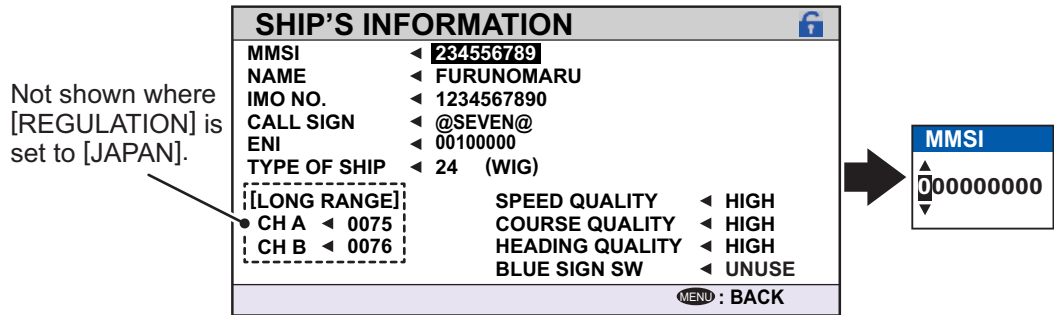 SHIP'S INFORMATION
MMSI ◄ 234556789
NAME ◄ FURUNOMARU
IMO NO. ◄ 1234567890
CALL SIGN ◄ @SEVEN@
ENI ◄ 00100000
TYPE OF SHIP ◄ 24 (WIG)
[LONG RANGE]
CH A ◄ 0075
CH B ◄ 0076
SPEED QUALITY ◄ HIGH
COURSE QUALITY ◄ HIGH
HEADING QUALITY ◄ HIGH
BLUE SIGN SW ◄ UNUSE
MENU : BACK
Not shown where
[REGULATION] is
set to [JAPAN].
MMSI
000000000